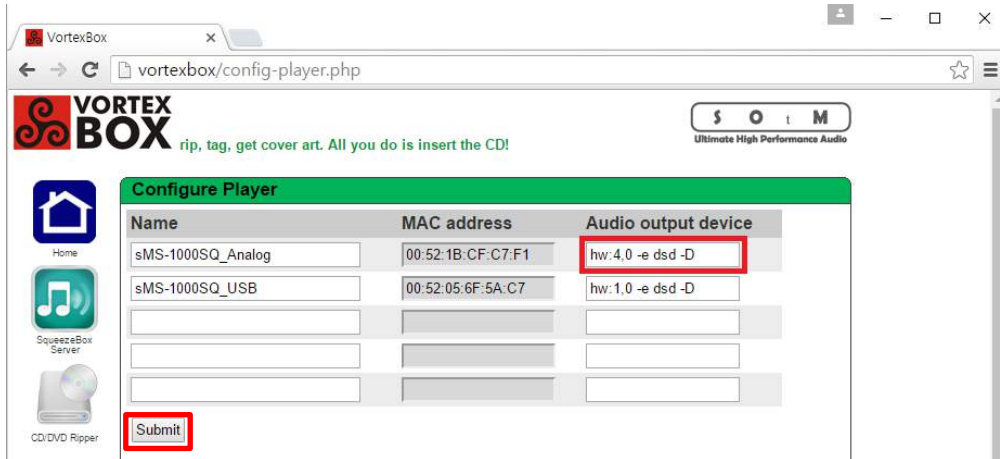 VortexBox
vortexbox/config-player.php
VORTEX
BOX
rip, tag, get cover art. All you do is insert the CD!
S O t M
Ultimate High Performance Audio
Configure Player
Name MAC address Audio output device
sMS-1000SQ_Analog 00:52:1B:CF:C7:F1 hw:4,0 -e dsd -D
sMS-1000SQ_USB 00:52:05:6F:5A:C7 hw:1,0 -e dsd -D
Home
SqueezeBox
Server
CD/DVD Ripper
Submit